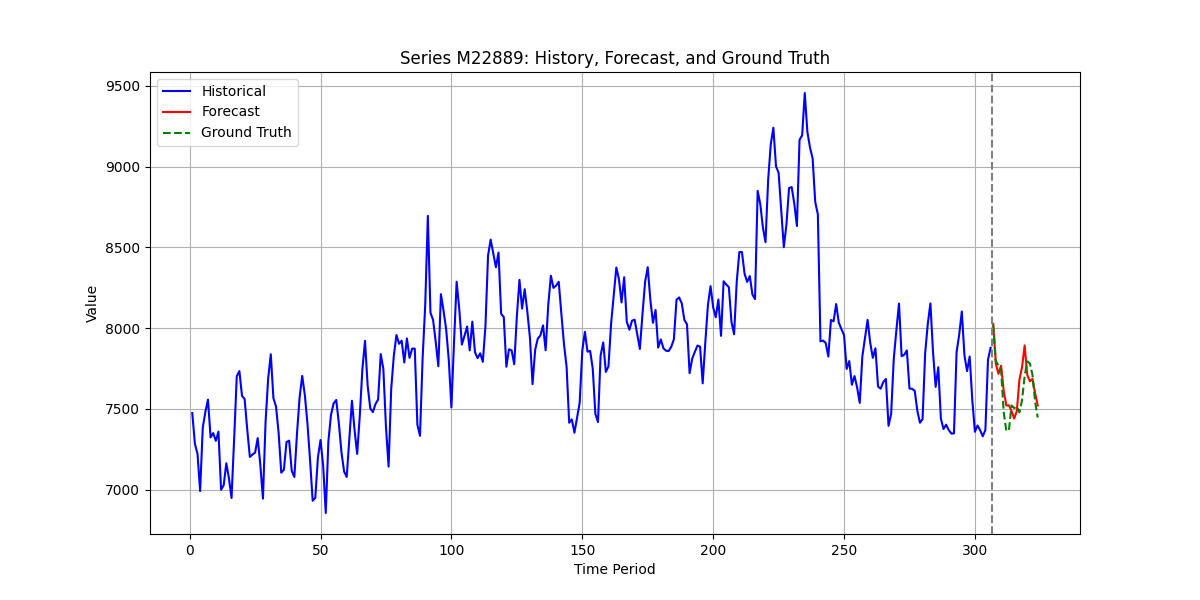 Series M22889: History, Forecast, and Ground Truth
Historical
Forecast
Ground Truth
9500
9000
8500
8000
7500
7000
Value
0 50 100 150 200 250 300
Time Period